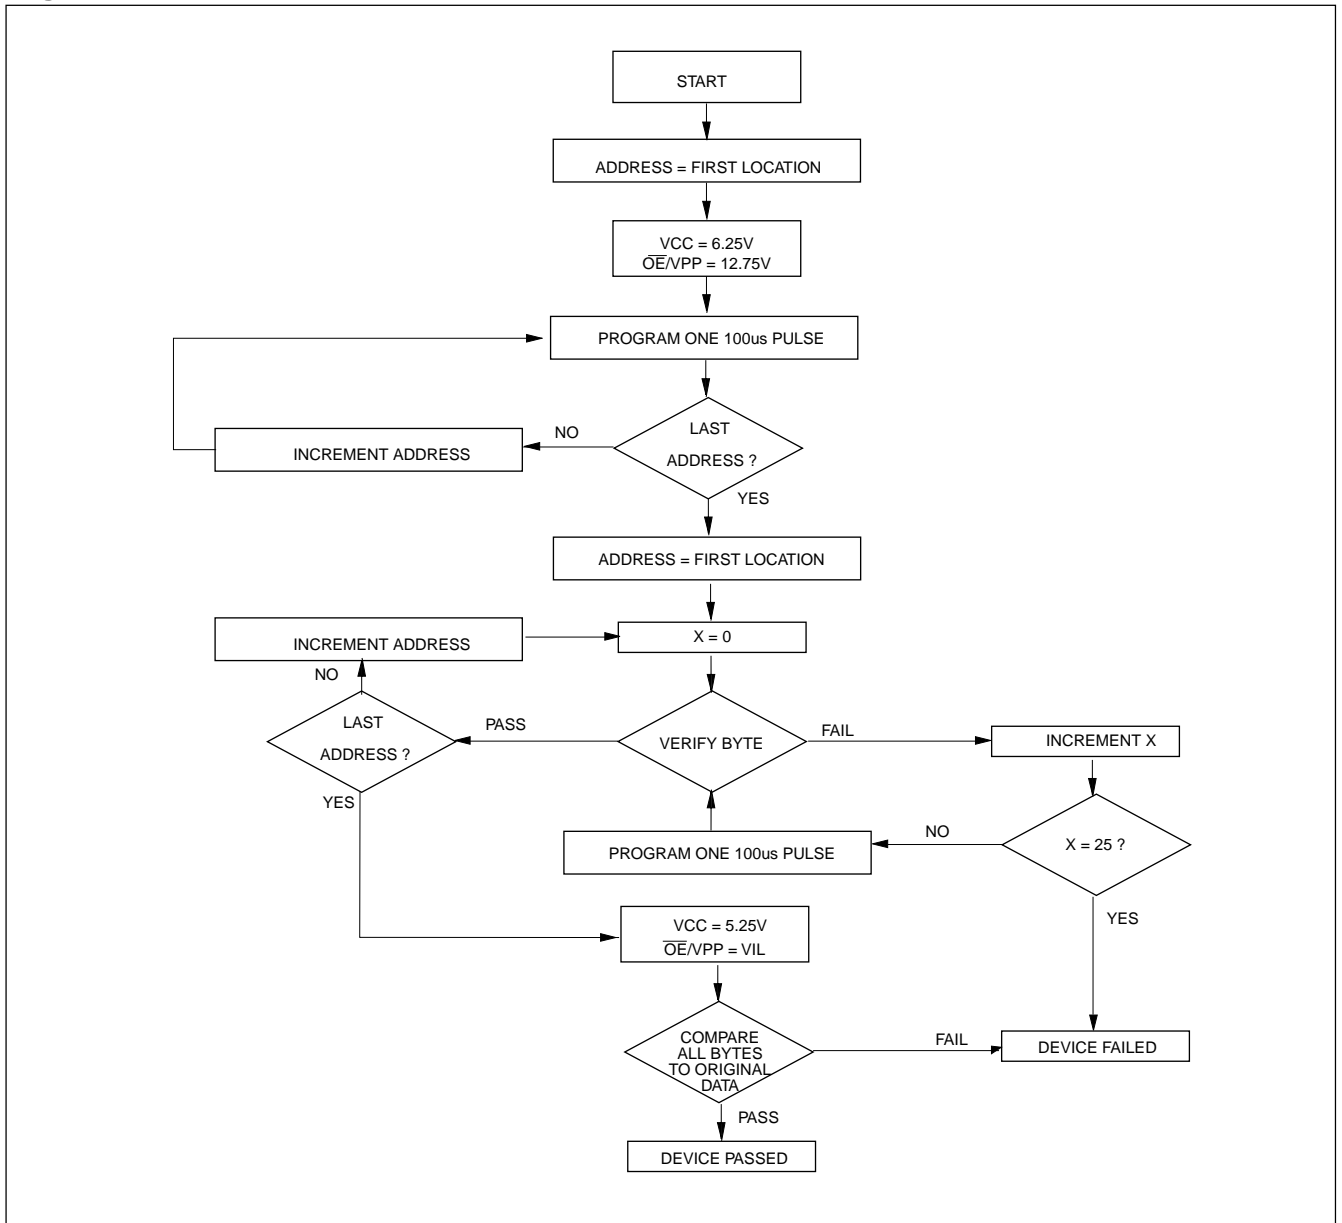 START
ADDRESS = FIRST LOCATION
VCC = 6.25V
OE/VPP = 12.75V
PROGRAM ONE 100us PULSE
LAST
ADDRESS ?
NO
INCREMENT ADDRESS
YES
ADDRESS = FIRST LOCATION
INCREMENT ADDRESS
X = 0
NO
LAST
ADDRESS ?
PASS
VERIFY BYTE
FAIL
INCREMENT X
YES
PROGRAM ONE 100us PULSE
NO
X = 25 ?
VCC = 5.25V
OE/VPP = VIL
YES
COMPARE
ALL BYTES
TO ORIGINAL
DATA
FAIL
DEVICE FAILED
PASS
DEVICE PASSED